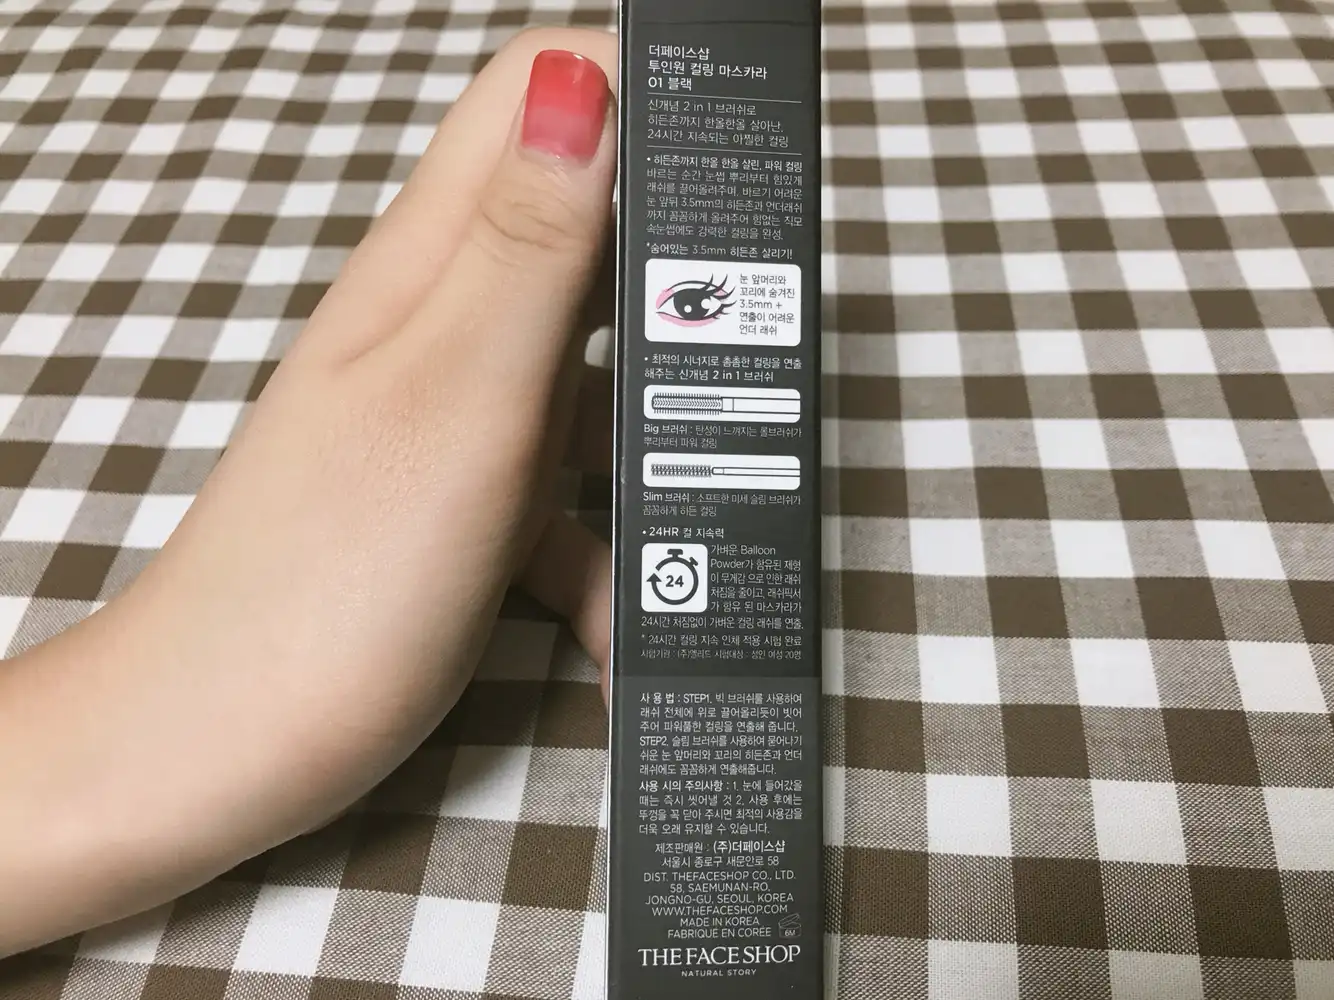 더페이스샵
투인원 컬링 마스카라
01 블랙
신개념 2 in 1 브러쉬로
히든존까지 한올한올 살아난,
24시간 지속되는 아찔한 컬링
• 히든존까지 한올 한올 살린, 파워 컬링
바르는 순간 눈썹 뿌리부터 힘있게
래쉬를 끌어올려주며, 바르기 어려운
눈 앞뒤 3.5mm의 히든존과 언더래쉬
까지 꼼꼼하게 올려주어 힘없는 직모
속눈썹에도 강력한 컬링을 완성.
*숨어있는 3.5mm 히든존 살리기!
눈 앞머리와
꼬리에 숨겨진
3.5mm +
연출이 어려운
언더 래쉬
• 최적의 시너지로 촘촘한 컬링을 연출
해주는 신개념 2 in 1 브러쉬
Big 브러쉬 : 탄성이 느껴지는 롤브러쉬가
뿌리부터 파워 컬링
Slim 브러쉬 : 소프트한 미세 슬림 브러쉬가
꼼꼼하게 히든 컬링
• 24HR 컬 지속력
24
가벼운 Balloon
Powder가 함유된 제형
이 무게감 으로 인한 래쉬
처짐을 줄이고, 래쉬픽서
가 함유 된 마스카라가
24시간 처짐없이 가벼운 컬링 래쉬를 연출.
* 24시간 컬링 지속 인체 적용 시험 완료
시험기관 : (주)엘리드 시험대상 : 성인 여성 20명
사 용 법 : STEP1. 빅 브러쉬를 사용하여
래쉬 전체에 위로 끌어올리듯이 빗어
주어 파워풀한 컬링을 연출해 줍니다.
STEP2. 슬림 브러쉬를 사용하여 묻어나기
쉬운 눈 앞머리와 꼬리의 히든존과 언더
래쉬에도 꼼꼼하게 연출해줍니다.
사용 시의 주의사항 : 1. 눈에 들어갔을
때는 즉시 씻어낼 것 2. 사용 후에는
뚜껑을 꼭 닫아 주시면 최적의 사용감을
더욱 오래 유지할 수 있습니다.
제조판매원 : (주)더페이스샵
서울시 종로구 새문안로 58
DIST. THEFACESHOP CO., LTD.
58, SAEMUNAN-RO,
JONGNO-GU, SEOUL, KOREA
WWW.THEFACESHOP.COM
MADE IN KOREA
FABRIQUE EN CORÉE
6M
THE FACE SHOP
NATURAL STORY